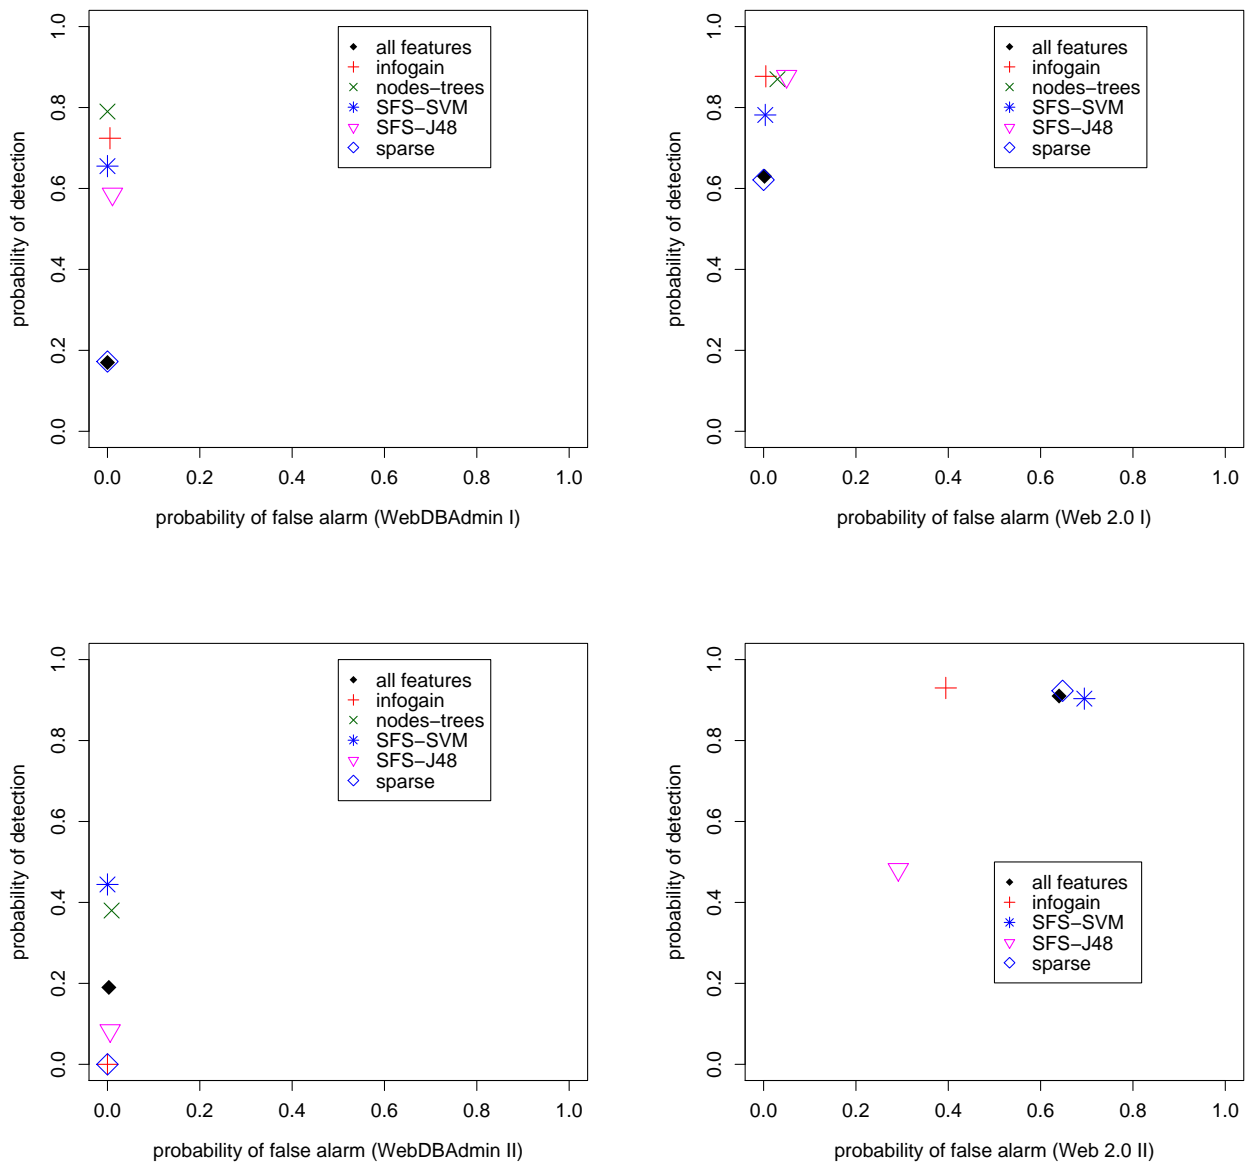 1.0
0.8
0.6
0.4
0.2
0.0
probability of detection
all features
infogain
nodes−trees
SFS−SVM
SFS−J48
sparse
0.0 0.2 0.4 0.6 0.8 1.0
probability of false alarm (WebDBAdmin I)
1.0
0.8
0.6
0.4
0.2
0.0
probability of detection
all features
infogain
nodes−trees
SFS−SVM
SFS−J48
sparse
0.0 0.2 0.4 0.6 0.8 1.0
probability of false alarm (Web 2.0 I)
1.0
0.8
0.6
0.4
0.2
0.0
probability of detection
all features
infogain
nodes−trees
SFS−SVM
SFS−J48
sparse
0.0 0.2 0.4 0.6 0.8 1.0
probability of false alarm (WebDBAdmin II)
1.0
0.8
0.6
0.4
0.2
0.0
probability of detection
all features
infogain
SFS−SVM
SFS−J48
sparse
0.0 0.2 0.4 0.6 0.8 1.0
probability of false alarm (Web 2.0 II)